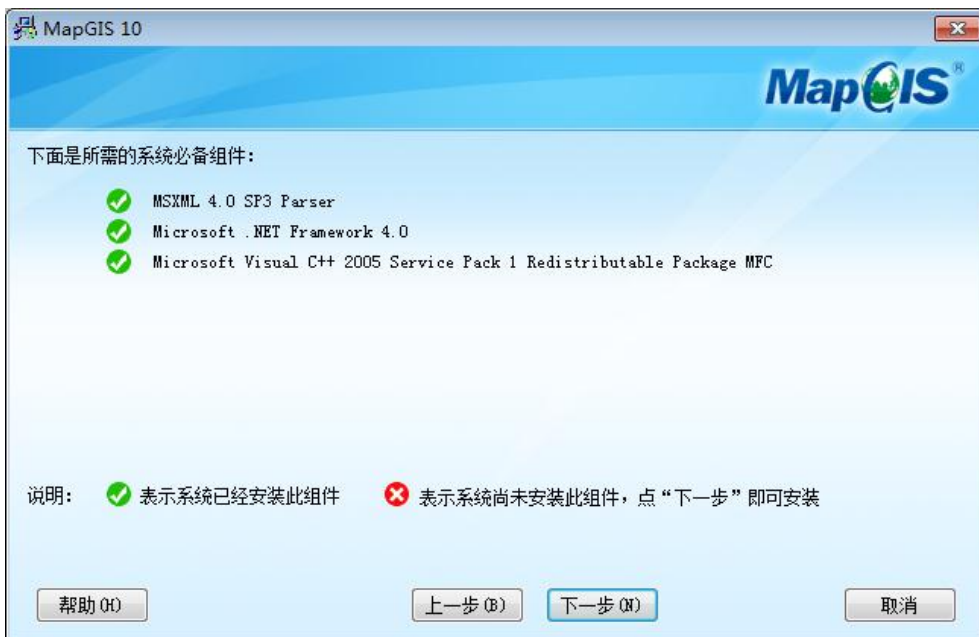 MapGIS 10
MapGIS®
下面是所需的系统必备组件：
MSXML 4.0 SP3 Parser
Microsoft .NET Framework 4.0
Microsoft Visual C++ 2005 Service Pack 1 Redistributable Package MFC
说明： 表示系统已经安装此组件 表示系统尚未安装此组件，点“下一步”即可安装
帮助(H) 上一步(B) 下一步(N) 取消